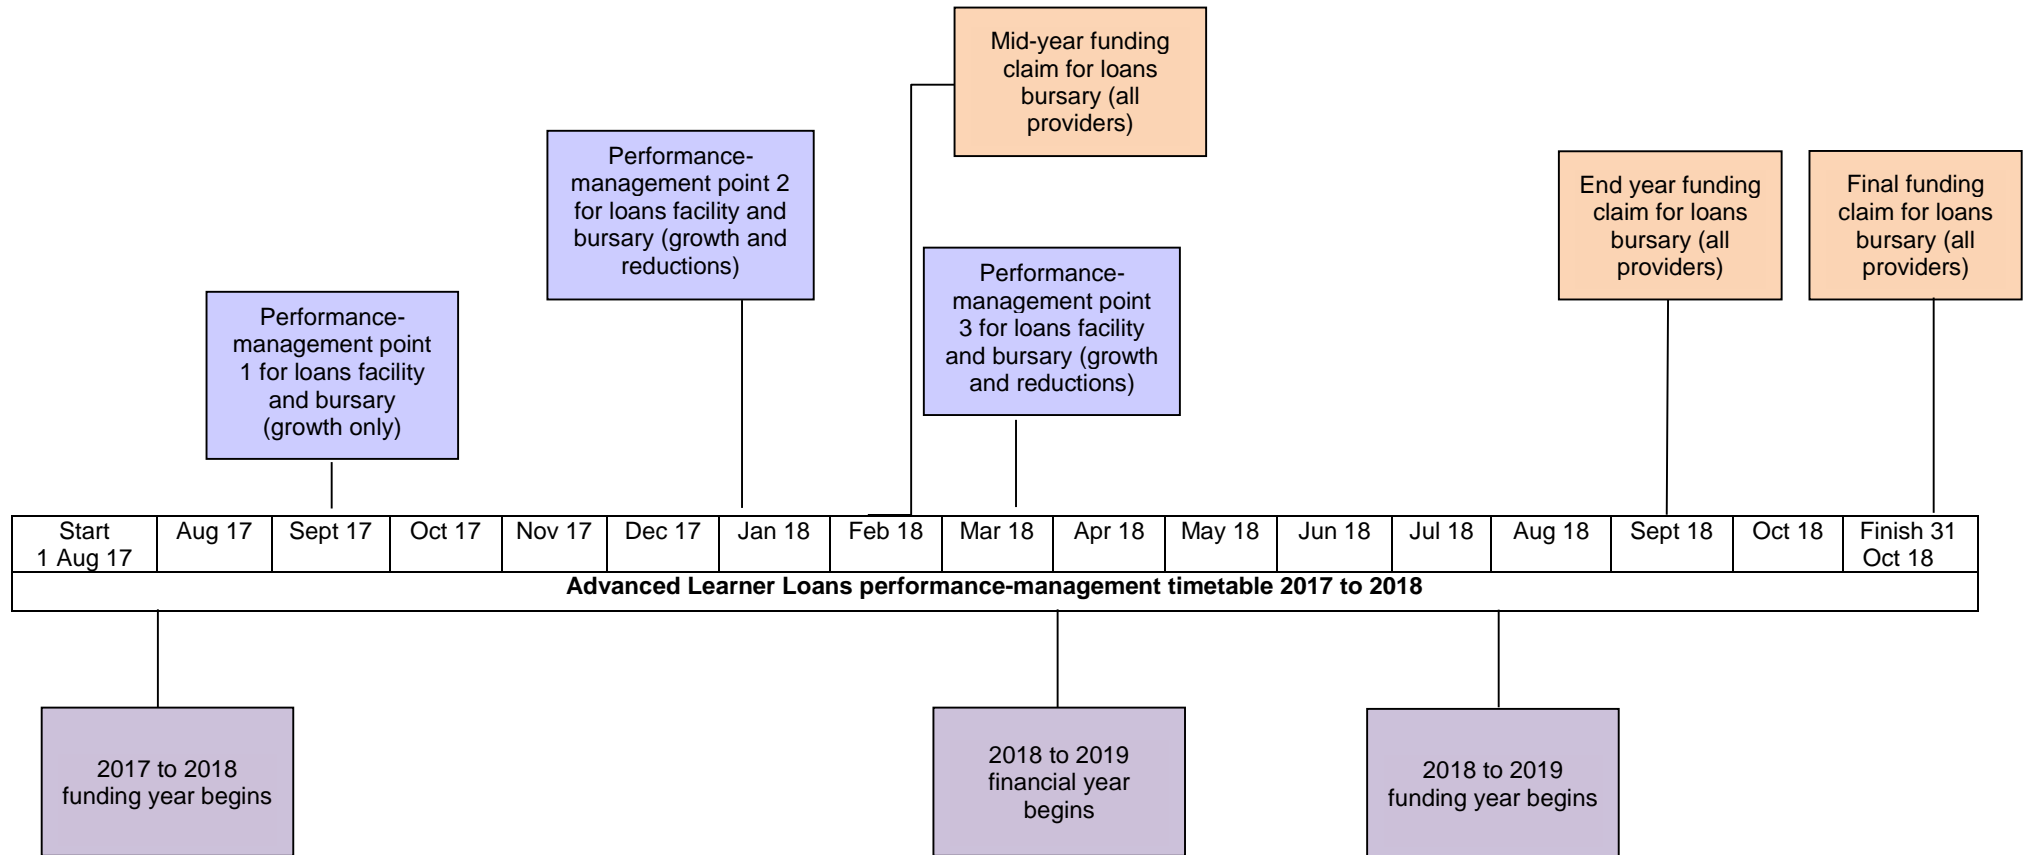 Mid-year funding
claim for loans
bursary (all
providers)
Performance-
management point 2
for loans facility and
bursary (growth and
reductions)
End year funding
claim for loans
bursary (all
providers)
Final funding
claim for loans
bursary (all
providers)
Performance-
management point
3 for loans facility
and bursary (growth
and reductions)
Performance-
management point
1 for loans facility
and bursary
(growth only)
Start
1 Aug 17
Aug 17
Sept 17
Oct 17
Nov 17
Dec 17
Jan 18
Feb 18
Mar 18
Apr 18
May 18
Jun 18
Jul 18
Aug 18
Sept 18
Oct 18
Finish 31
Oct 18
Advanced Learner Loans performance-management timetable 2017 to 2018
2017 to 2018
funding year begins
2018 to 2019
financial year
begins
2018 to 2019
funding year begins